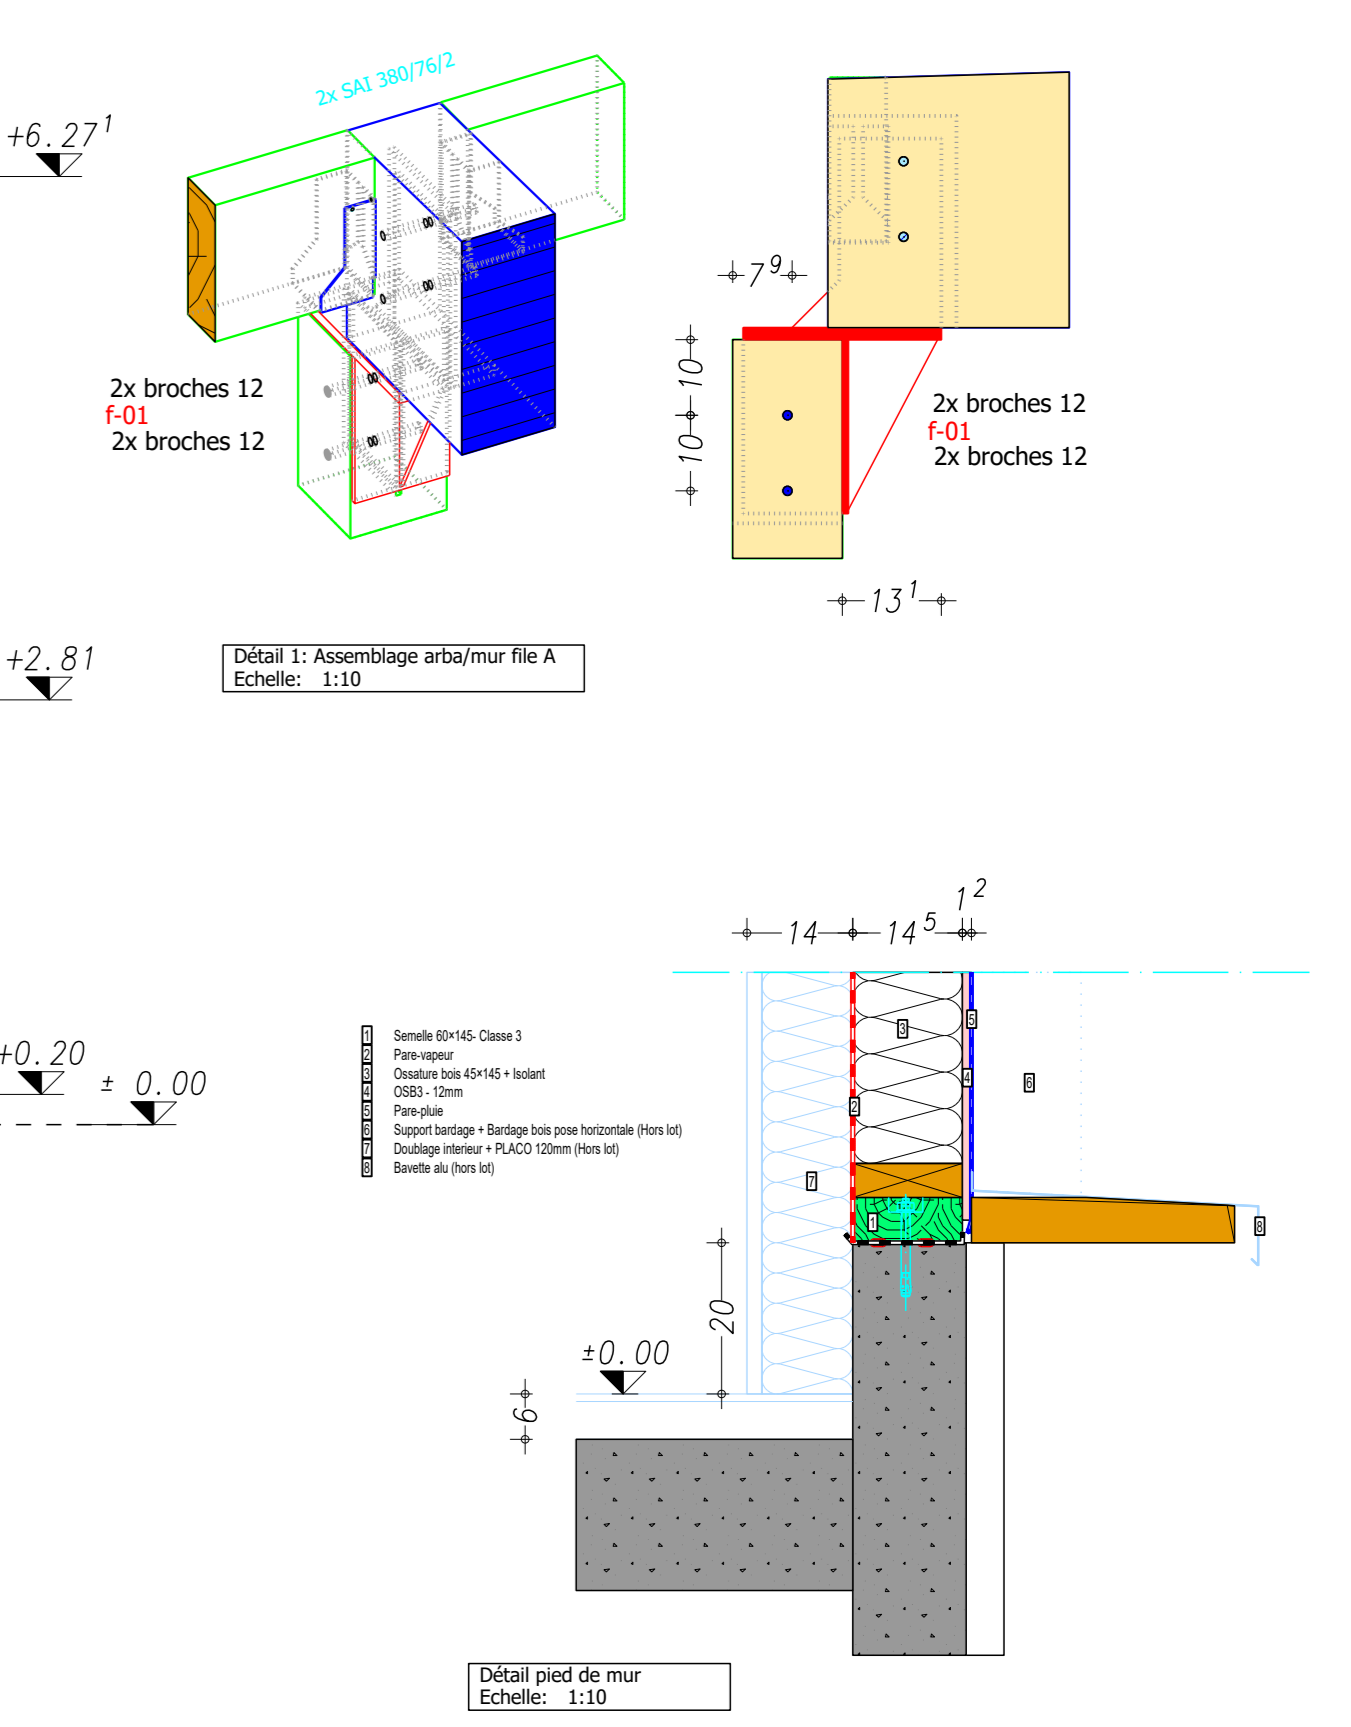 2x SAI 380/76/2
+6.27¹
7⁹
2x broches 12
f-01
2x broches 12
10
10
2x broches 12
f-01
2x broches 12
13¹
+2.81
Détail 1: Assemblage arba/mur file A
Echelle: 1:10
1²
14
14⁵
+0.20
± 0.00
1 Semelle 60×145- Classe 3
2 Pare-vapeur
3 Ossature bois 45×145 + Isolant
4 OSB3 - 12mm
5 Pare-pluie
6 Support bardage + Bardage bois pose horizontale (Hors lot)
7 Doublage interieur + PLACO 120mm (Hors lot)
8 Bavette alu (hors lot)
5
3
4
6
2
7
1
8
20
±0.00
6
Détail pied de mur
Echelle: 1:10